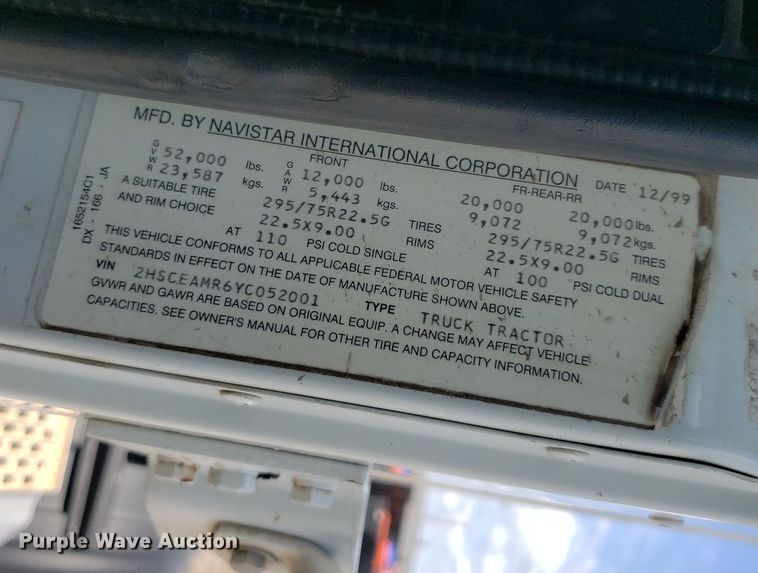 MFD. BY NAVISTAR INTERNATIONAL CORPORATION DATE 12/99
GVWR 52,000 lbs. GAWR FRONT 12,000 lbs. FR-REAR-RR 20,000 20,000lbs.
23,587 kgs. 5,443 kgs. 9,072 9,072kgs.
A SUITABLE TIRE 295/75R22.5G TIRES 295/75R22.5G TIRES
AND RIM CHOICE 22.5X9.00 RIMS 22.5X9.00 RIMS
AT 110 PSI COLD SINGLE AT 100 PSI COLD DUAL
THIS VEHICLE CONFORMS TO ALL APPLICABLE FEDERAL MOTOR VEHICLE SAFETY
STANDARDS IN EFFECT ON THE DATE OF MANUFACTURE SHOWN ABOVE.
VIN 2HSCEAMR6YC052001 TYPE TRUCK TRACTOR
GVWR AND GAWR ARE BASED ON ORIGINAL EQUIP. A CHANGE MAY AFFECT VEHICLE
CAPACITIES. SEE OWNER'S MANUAL FOR OTHER TIRE AND CAPACITY INFORMATION.
1652154C1
DX - 166 - JA
Purple Wave Auction